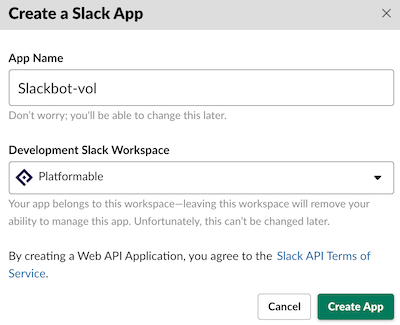 Create a Slack App
App Name
Slackbot-vol
Don't worry; you'll be able to change this later.
Development Slack Workspace
Platformable
Your app belongs to this workspace—leaving this workspace will remove your
ability to manage this app. Unfortunately, this can't be changed later.
By creating a Web API Application, you agree to the Slack API Terms of
Service.
Cancel
Create App